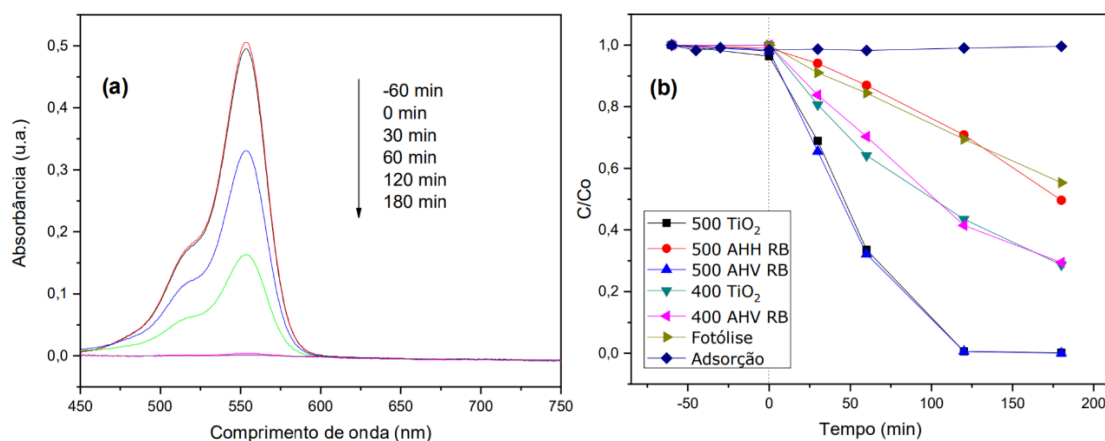 (a)
0,5
0,4
0,3
0,2
0,1
0,0
Absorbância (u.a.)
-60 min
0 min
30 min
60 min
120 min
180 min
450 500 550 600 650 700 750
Comprimento de onda (nm)
(b)
1,0
0,8
0,6
0,4
0,2
0,0
C/Co
500 TiO₂
500 AHH RB
500 AHV RB
400 TiO₂
400 AHV RB
Fotólise
Adsorção
-50 0 50 100 150 200
Tempo (min)